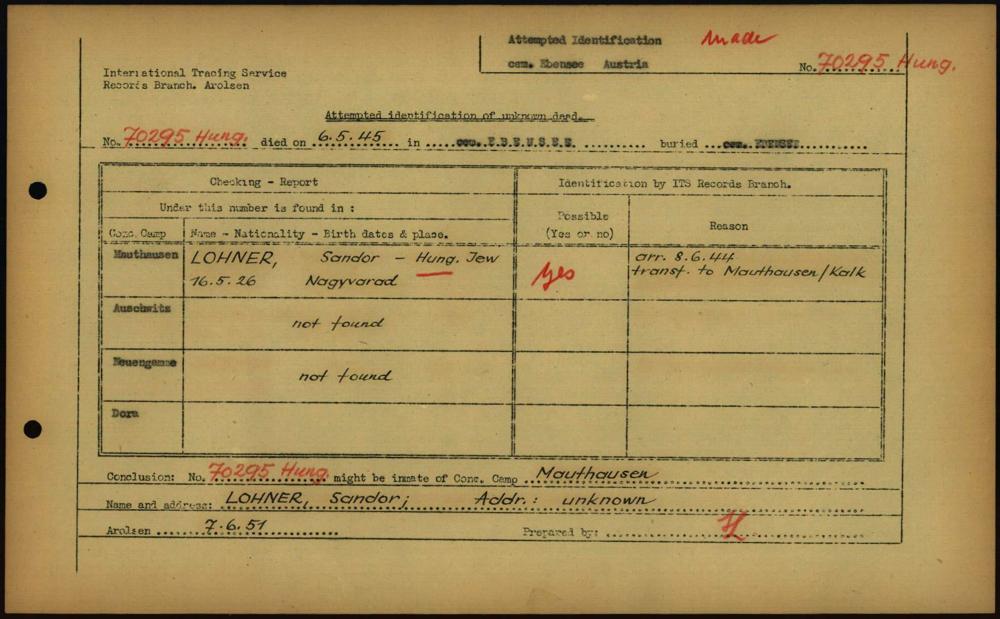 Attempted Identification made
cem. Ebensee Austria No. 70295 Hung.
International Tracing Service
Records Branch. Arolsen
Attempted identification of unknown dead.
No. 70295 Hung. died on 6.5.45 in cem. EBENSEE buried cem. EBENSEE
Checking - Report Identification by ITS Records Branch.
Under this number is found in :
Possible
(Yes or no) Reason
Conc. Camp Name - Nationality - Birth dates & place.
Mauthausen LOHNER, Sandor - Hung. Jew yes arr. 8.6.44
16.5.26 Nagyvarad transf. to Mauthausen/Kalk
Auschwitz not found
Neuengamme not found
Dora
Conclusion: No. 70295 Hung. might be inmate of Conc. Camp Mauthausen
Name and address: LOHNER, Sandor; Addr.: unknown
Arolsen 7.6.51 Prepared by: